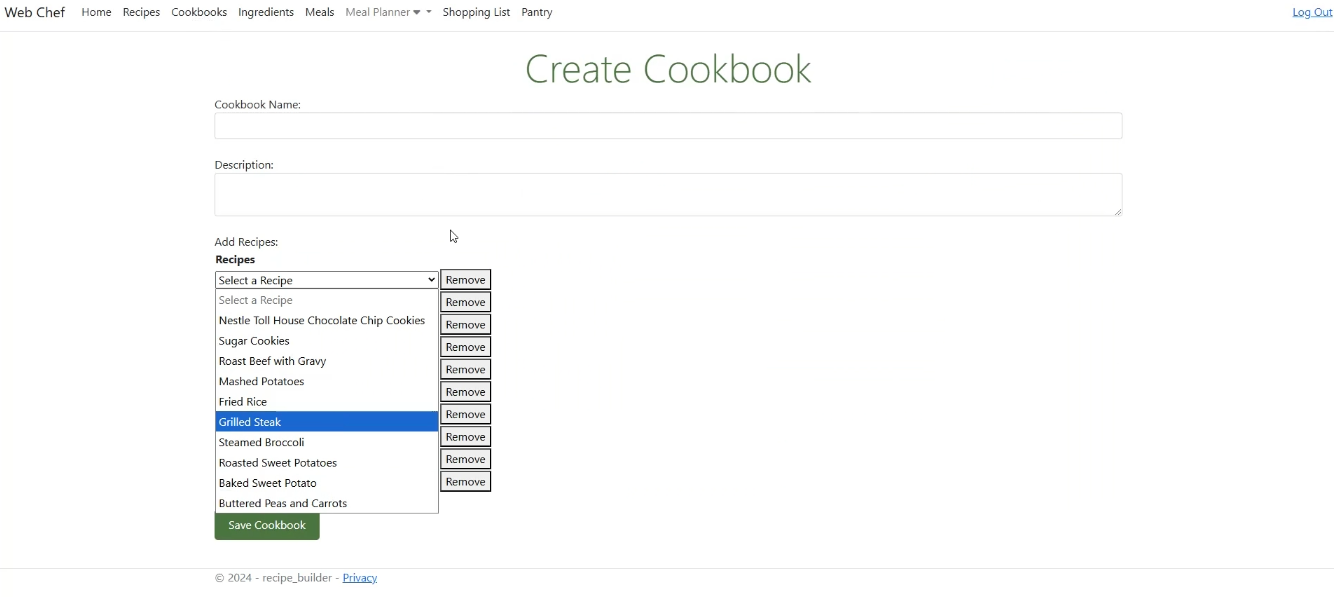 Web Chef Home Recipes Cookbooks Ingredients Meals Meal Planner Shopping List Pantry Log Out
Create Cookbook
Cookbook Name:
Description:
Add Recipes:
Recipes
Select a Recipe Remove
Select a Recipe Remove
Nestle Toll House Chocolate Chip Cookies Remove
Sugar Cookies Remove
Roast Beef with Gravy Remove
Mashed Potatoes Remove
Fried Rice Remove
Grilled Steak Remove
Steamed Broccoli Remove
Roasted Sweet Potatoes Remove
Baked Sweet Potato
Buttered Peas and Carrots
Save Cookbook
© 2024 - recipe_builder - Privacy